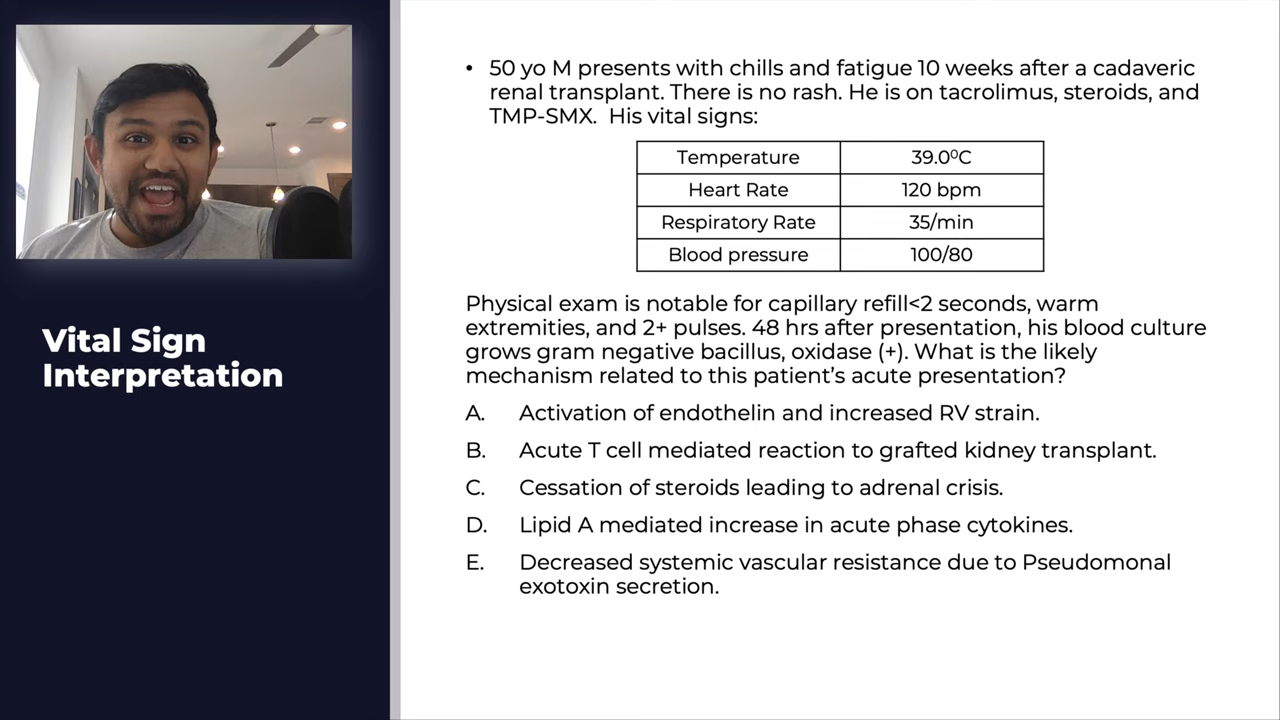 Vital Sign
Interpretation
• 50 yo M presents with chills and fatigue 10 weeks after a cadaveric
renal transplant. There is no rash. He is on tacrolimus, steroids, and
TMP-SMX. His vital signs:
Temperature 39.0⁰C
Heart Rate 120 bpm
Respiratory Rate 35/min
Blood pressure 100/80
Physical exam is notable for capillary refill<2 seconds, warm
extremities, and 2+ pulses. 48 hrs after presentation, his blood culture
grows gram negative bacillus, oxidase (+). What is the likely
mechanism related to this patient's acute presentation?
A. Activation of endothelin and increased RV strain.
B. Acute T cell mediated reaction to grafted kidney transplant.
C. Cessation of steroids leading to adrenal crisis.
D. Lipid A mediated increase in acute phase cytokines.
E. Decreased systemic vascular resistance due to Pseudomonal
exotoxin secretion.